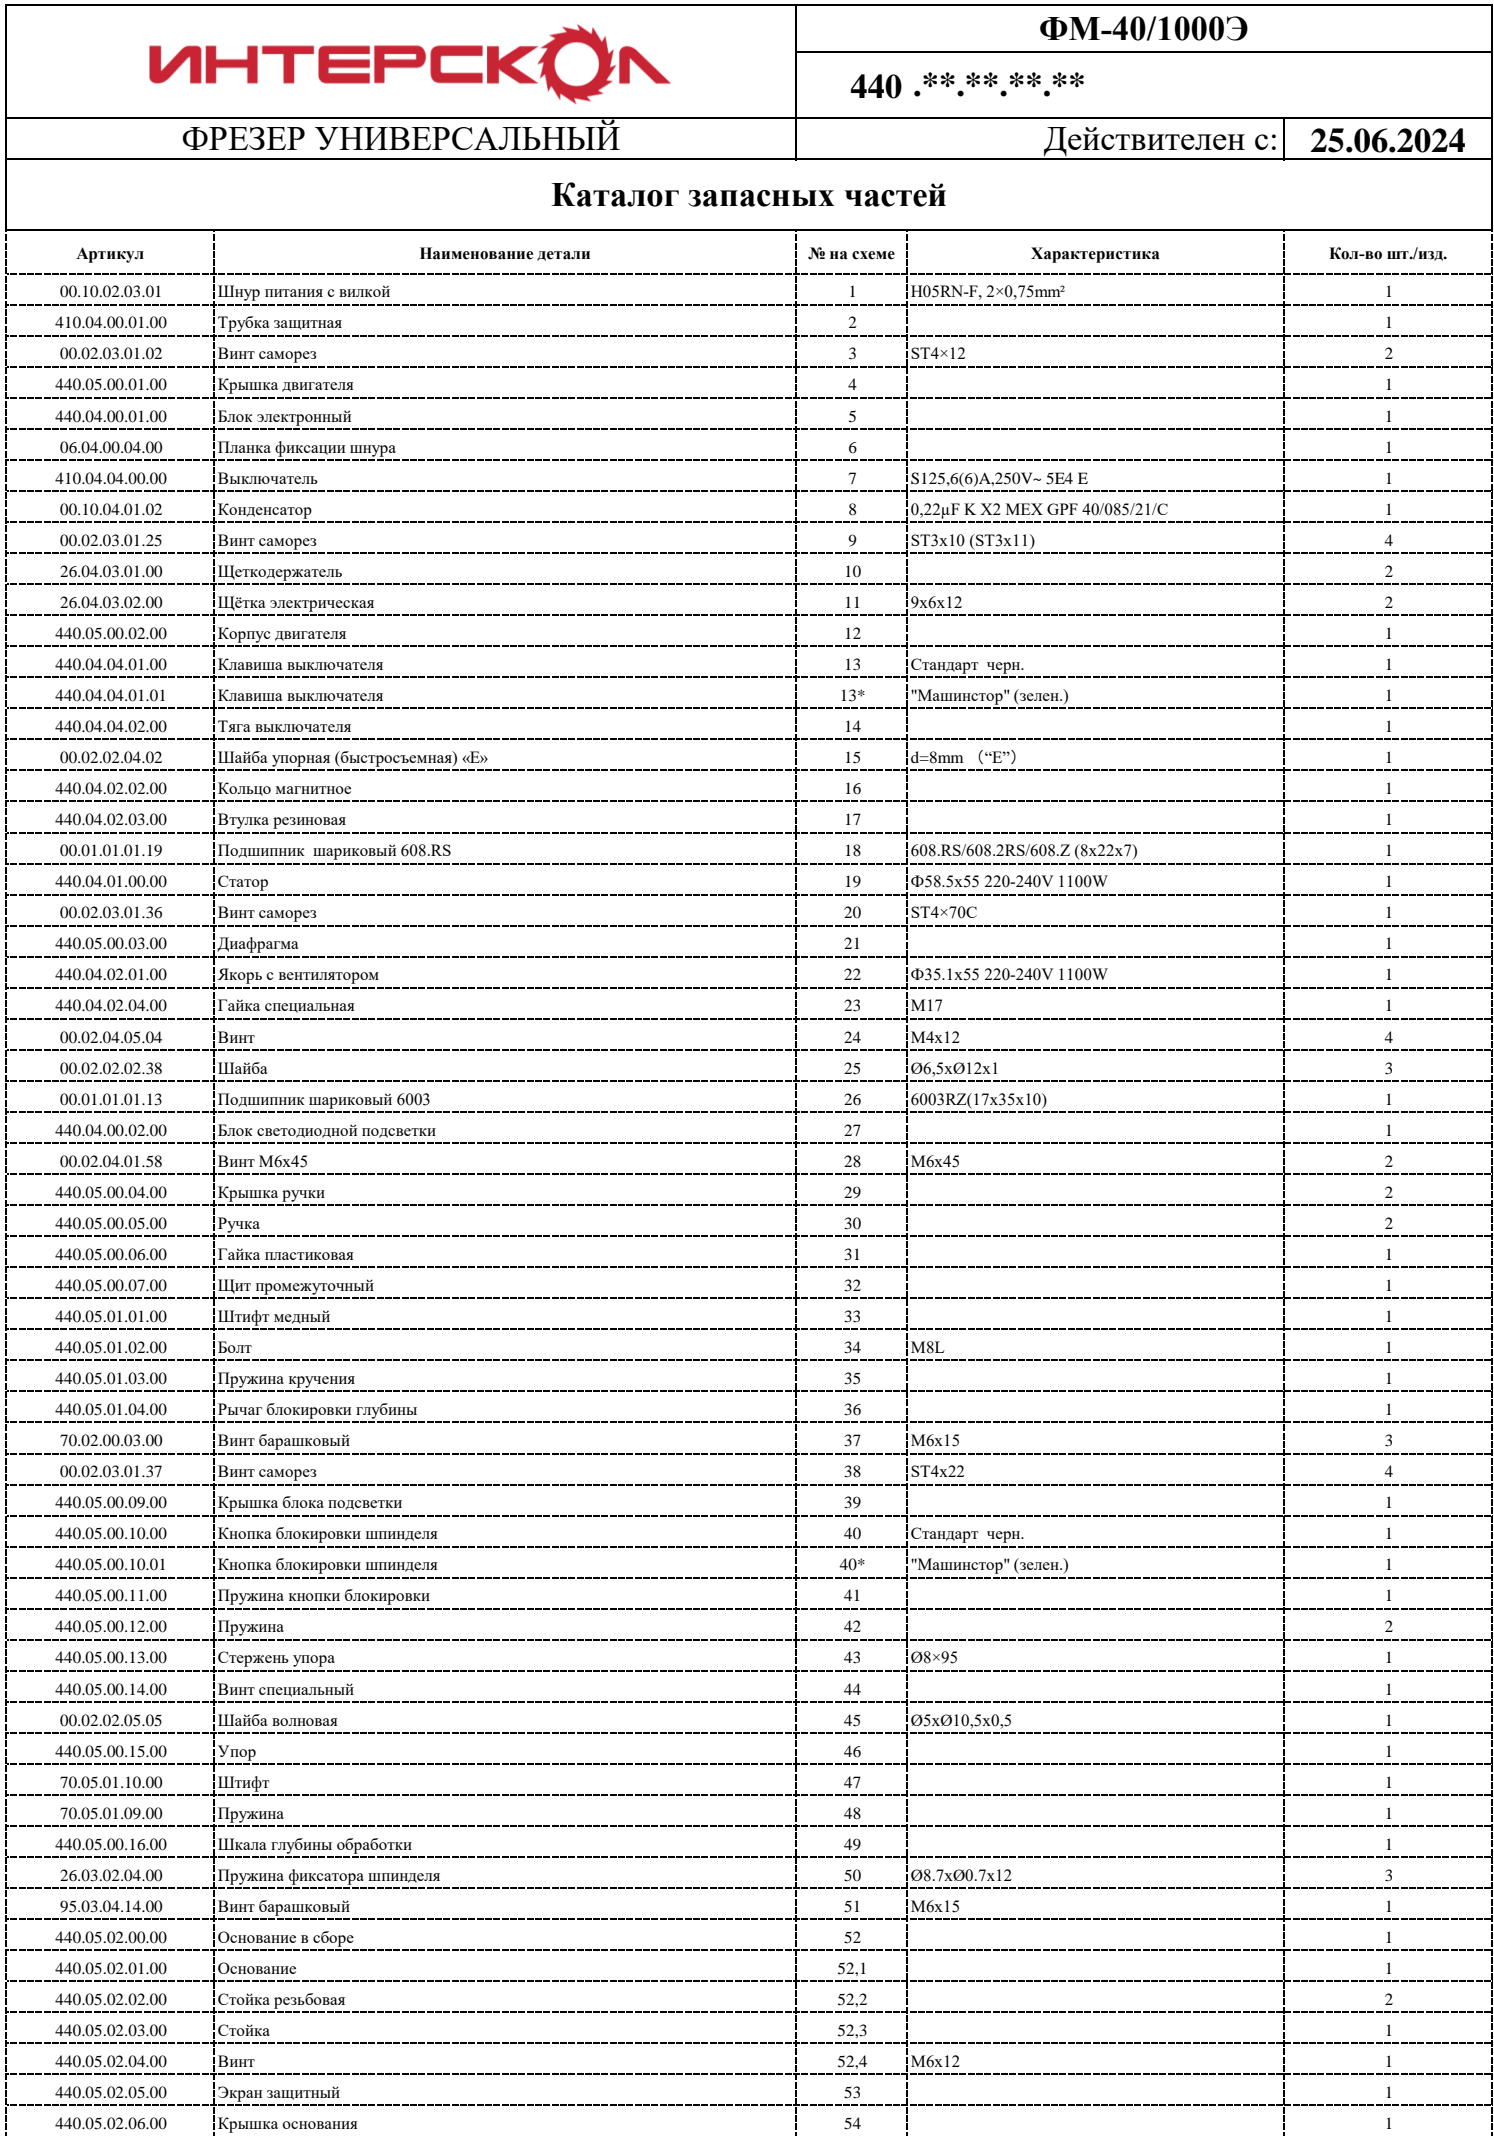 ИНТЕРСКОЛ
ФМ-40/1000Э
440 .**.**.**.**
ФРЕЗЕР УНИВЕРСАЛЬНЫЙ Действителен с: 25.06.2024
Каталог запасных частей
Артикул Наименование детали № на схеме Характеристика Кол-во шт./изд.
00.10.02.03.01 Шнур питания с вилкой 1 H05RN-F, 2×0,75mm² 1
410.04.00.01.00 Трубка защитная 2 1
00.02.03.01.02 Винт саморез 3 ST4×12 2
440.05.00.01.00 Крышка двигателя 4 1
440.04.00.01.00 Блок электронный 5 1
06.04.00.04.00 Планка фиксации шнура 6 1
410.04.04.00.00 Выключатель 7 S125,6(6)A,250V~ 5E4 E 1
00.10.04.01.02 Конденсатор 8 0,22µF K X2 MEX GPF 40/085/21/C 1
00.02.03.01.25 Винт саморез 9 ST3x10 (ST3x11) 4
26.04.03.01.00 Щеткодержатель 10 2
26.04.03.02.00 Щётка электрическая 11 9x6x12 2
440.05.00.02.00 Корпус двигателя 12 1
440.04.04.01.00 Клавиша выключателя 13 Стандарт черн. 1
440.04.04.01.01 Клавиша выключателя 13* "Машинстор" (зелен.) 1
440.04.04.02.00 Тяга выключателя 14 1
00.02.02.04.02 Шайба упорная (быстросъемная) «Е» 15 d=8mm （“E”） 1
440.04.02.02.00 Кольцо магнитное 16 1
440.04.02.03.00 Втулка резиновая 17 1
00.01.01.01.19 Подшипник шариковый 608.RS 18 608.RS/608.2RS/608.Z (8x22x7) 1
440.04.01.00.00 Статор 19 Ф58.5x55 220-240V 1100W 1
00.02.03.01.36 Винт саморез 20 ST4×70C 1
440.05.00.03.00 Диафрагма 21 1
440.04.02.01.00 Якорь с вентилятором 22 Ф35.1x55 220-240V 1100W 1
440.04.02.04.00 Гайка специальная 23 M17 1
00.02.04.05.04 Винт 24 M4x12 4
00.02.02.02.38 Шайба 25 Ø6,5xØ12x1 3
00.01.01.01.13 Подшипник шариковый 6003 26 6003RZ(17x35x10) 1
440.04.00.02.00 Блок светодиодной подсветки 27 1
00.02.04.01.58 Винт М6х45 28 M6x45 2
440.05.00.04.00 Крышка ручки 29 2
440.05.00.05.00 Ручка 30 2
440.05.00.06.00 Гайка пластиковая 31 1
440.05.00.07.00 Щит промежуточный 32 1
440.05.01.01.00 Штифт медный 33 1
440.05.01.02.00 Болт 34 M8L 1
440.05.01.03.00 Пружина кручения 35 1
440.05.01.04.00 Рычаг блокировки глубины 36 1
70.02.00.03.00 Винт барашковый 37 M6x15 3
00.02.03.01.37 Винт саморез 38 ST4x22 4
440.05.00.09.00 Крышка блока подсветки 39 1
440.05.00.10.00 Кнопка блокировки шпинделя 40 Стандарт черн. 1
440.05.00.10.01 Кнопка блокировки шпинделя 40* "Машинстор" (зелен.) 1
440.05.00.11.00 Пружина кнопки блокировки 41 1
440.05.00.12.00 Пружина 42 2
440.05.00.13.00 Стержень упора 43 Ø8×95 1
440.05.00.14.00 Винт специальный 44 1
00.02.02.05.05 Шайба волновая 45 Ø5xØ10,5x0,5 1
440.05.00.15.00 Упор 46 1
70.05.01.10.00 Штифт 47 1
70.05.01.09.00 Пружина 48 1
440.05.00.16.00 Шкала глубины обработки 49 1
26.03.02.04.00 Пружина фиксатора шпинделя 50 Ø8.7xØ0.7x12 3
95.03.04.14.00 Винт барашковый 51 M6x15 1
440.05.02.00.00 Основание в сборе 52 1
440.05.02.01.00 Основание 52,1 1
440.05.02.02.00 Стойка резьбовая 52,2 2
440.05.02.03.00 Стойка 52,3 1
440.05.02.04.00 Винт 52,4 M6x12 1
440.05.02.05.00 Экран защитный 53 1
440.05.02.06.00 Крышка основания 54 1